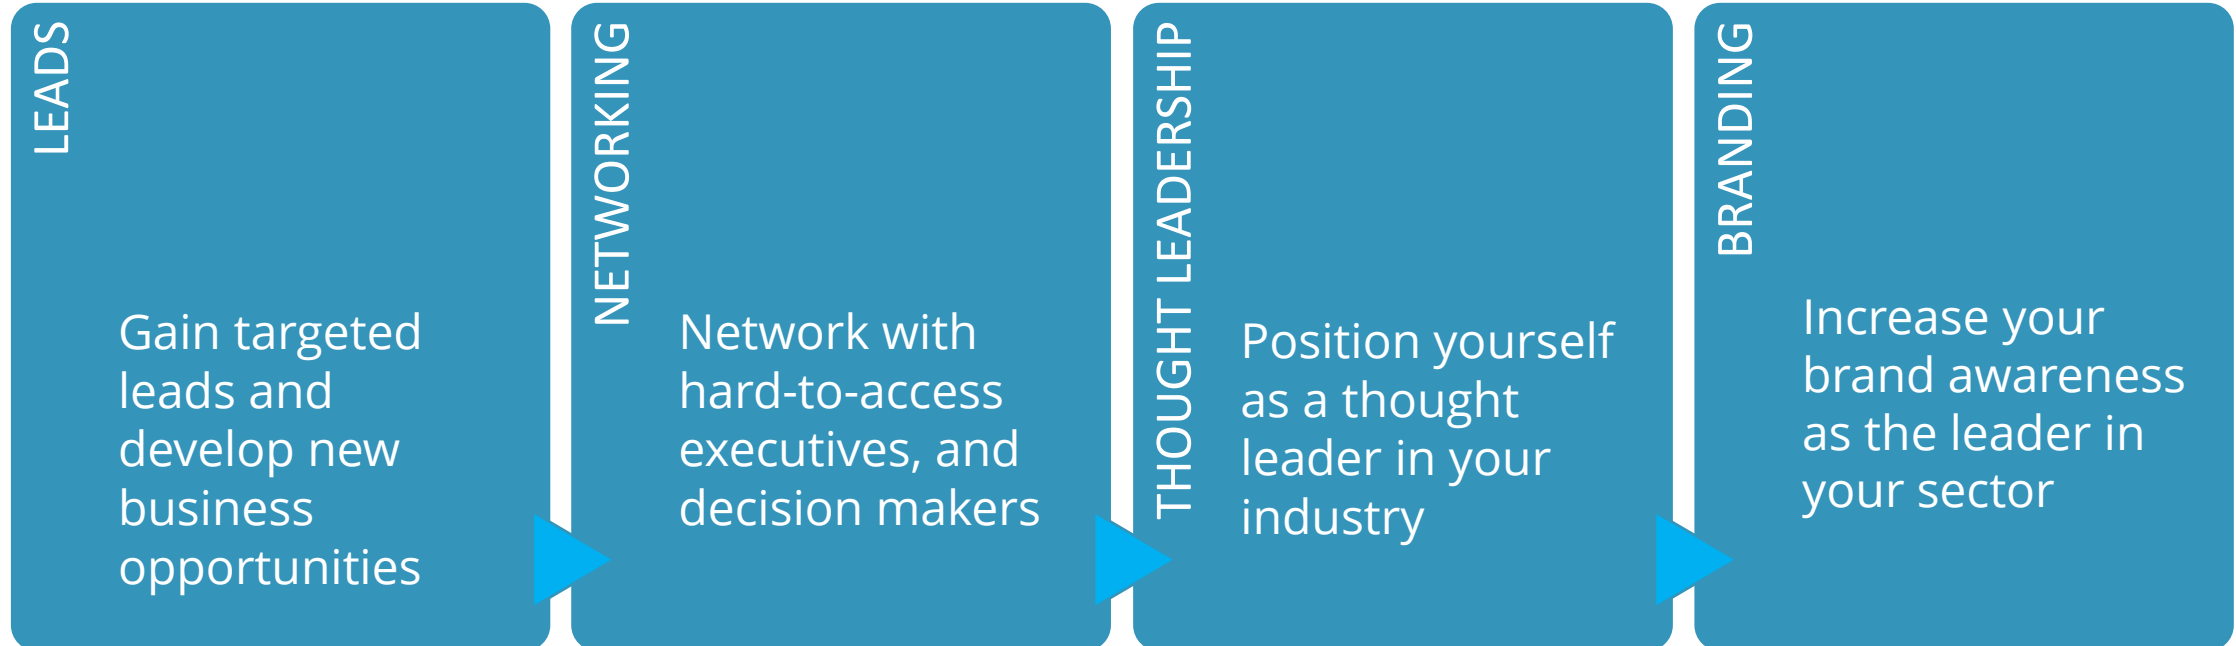 LEADS
Gain targeted
leads and
develop new
business
opportunities
NETWORKING
Network with
hard-to-access
executives, and
decision makers
THOUGHT LEADERSHIP
Position yourself
as a thought
leader in your
industry
BRANDING
Increase your
brand awareness
as the leader in
your sector